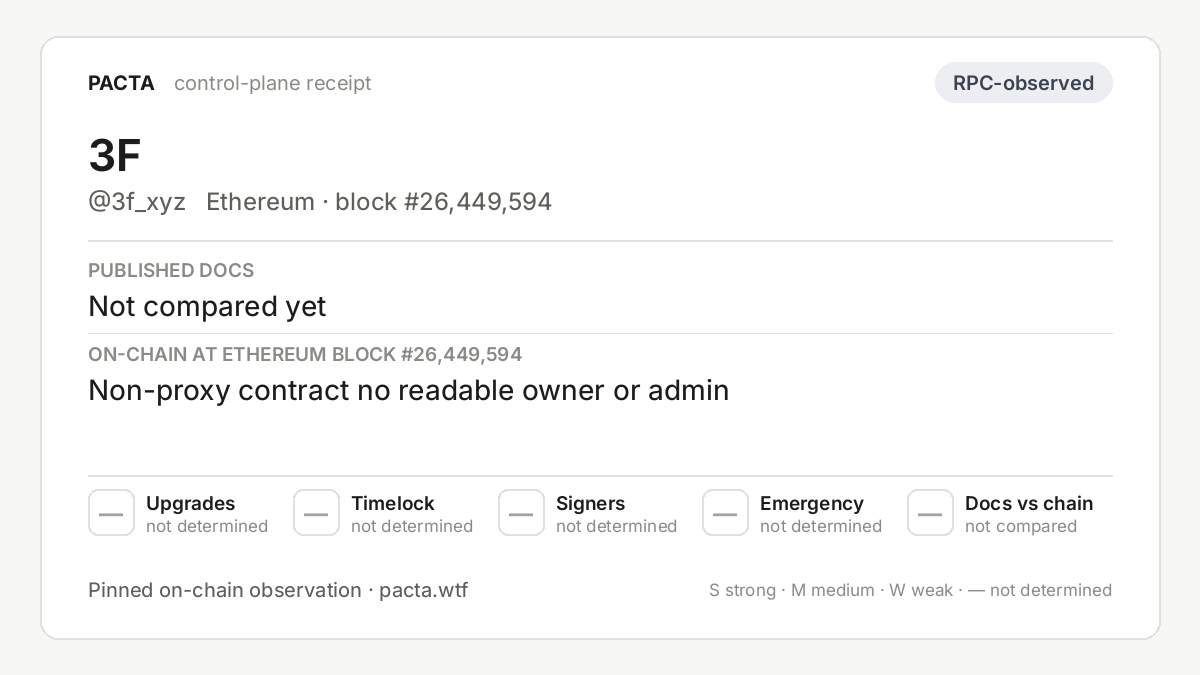 PACTA control-plane receipt RPC-observed
3F
@3f_xyz Ethereum · block #26,449,594
PUBLISHED DOCS
Not compared yet
ON-CHAIN AT ETHEREUM BLOCK #26,449,594
Non-proxy contract no readable owner or admin
— Upgrades — Timelock — Signers — Emergency — Docs vs chain
not determined not determined not determined not determined not compared
Pinned on-chain observation · pacta.wtf S strong · M medium · W weak · — not determined